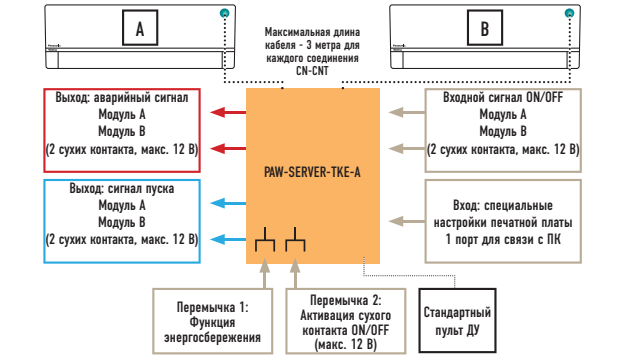 A
B
Максимальная длина
кабеля - 3 метра для
каждого соединения
CN-CNT
Выход: аварийный сигнал
Модуль A
Модуль B
(2 сухих контакта, макс. 12 В)
Входной сигнал ON/OFF
Модуль A
Модуль B
(2 сухих контакта, макс. 12 В)
PAW-SERVER-TKE-A
Выход: сигнал пуска
Модуль A
Модуль B
(2 сухих контакта, макс. 12 В)
Вход: специальные
настройки печатной платы
1 порт для связи с ПК
Перемычка 1:
Функция
энергосбережения
Перемычка 2:
Активация сухого
контакта ON/OFF
(макс. 12 В)
Стандартный
пульт ДУ